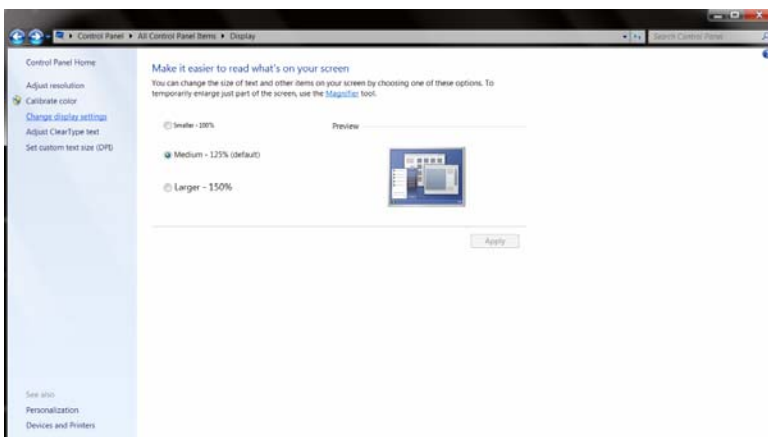 Control Panel ▸ All Control Panel Items ▸ Display
Search Control Panel
Control Panel Home
Adjust resolution
Calibrate color
Change display settings
Adjust ClearType text
Set custom text size (DPI)
See also
Personalization
Devices and Printers
Make it easier to read what's on your screen
You can change the size of text and other items on your screen by choosing one of these options. To
temporarily enlarge just part of the screen, use the Magnifier tool.
Smaller - 100%
Medium - 125% (default)
Larger - 150%
Preview
Apply